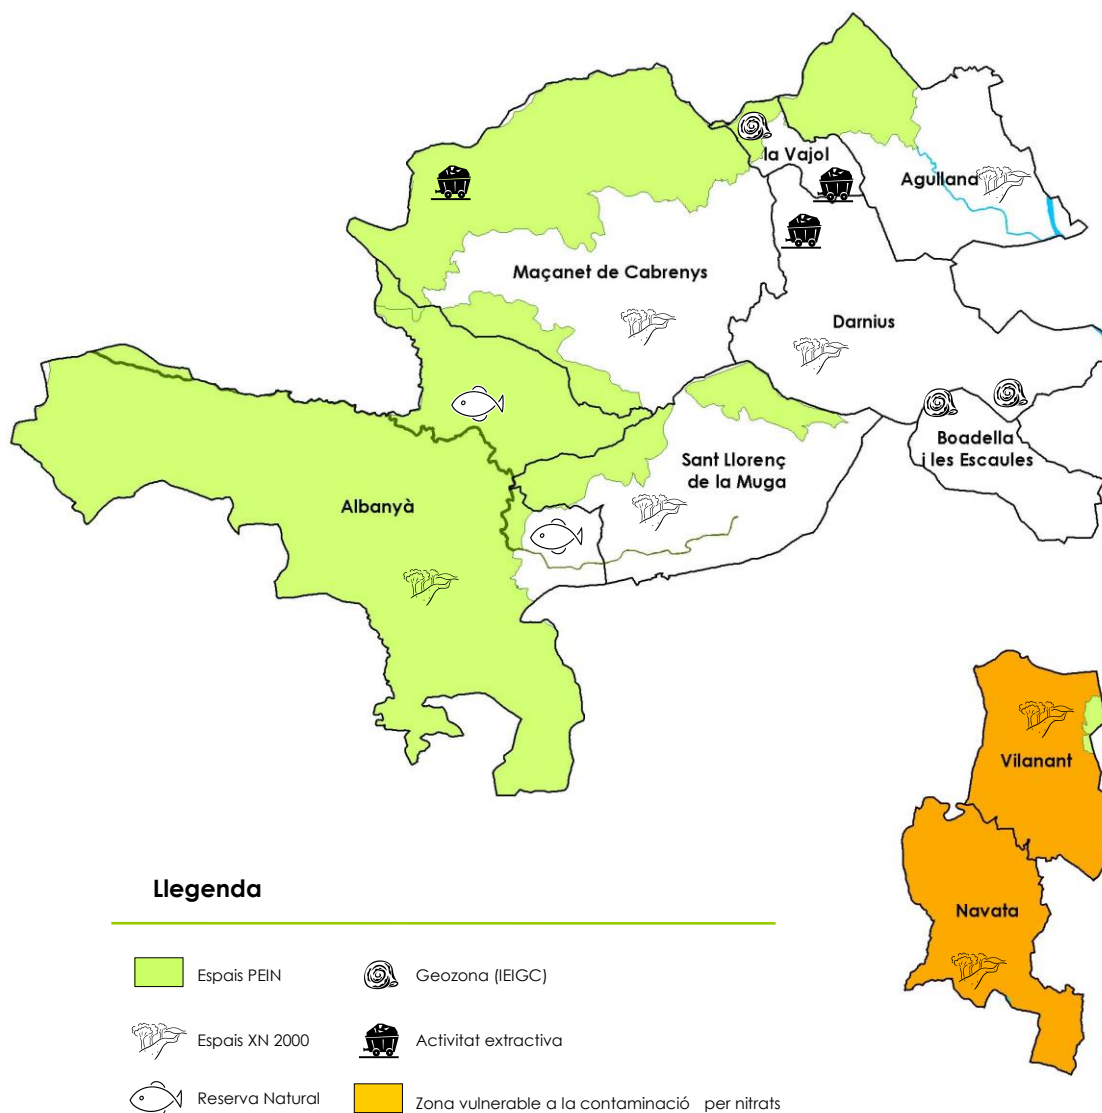 la Vajol
Agullana
Maçanet de Cabrenys
Darnius
Boadella
i les Escaules
Sant Llorenç
de la Muga
Albanyà
Vilanant
Navata
Llegenda
Espais PEIN
Geozona (IEIGC)
Espais XN 2000
Activitat extractiva
Reserva Natural
Zona vulnerable a la contaminació per nitrats